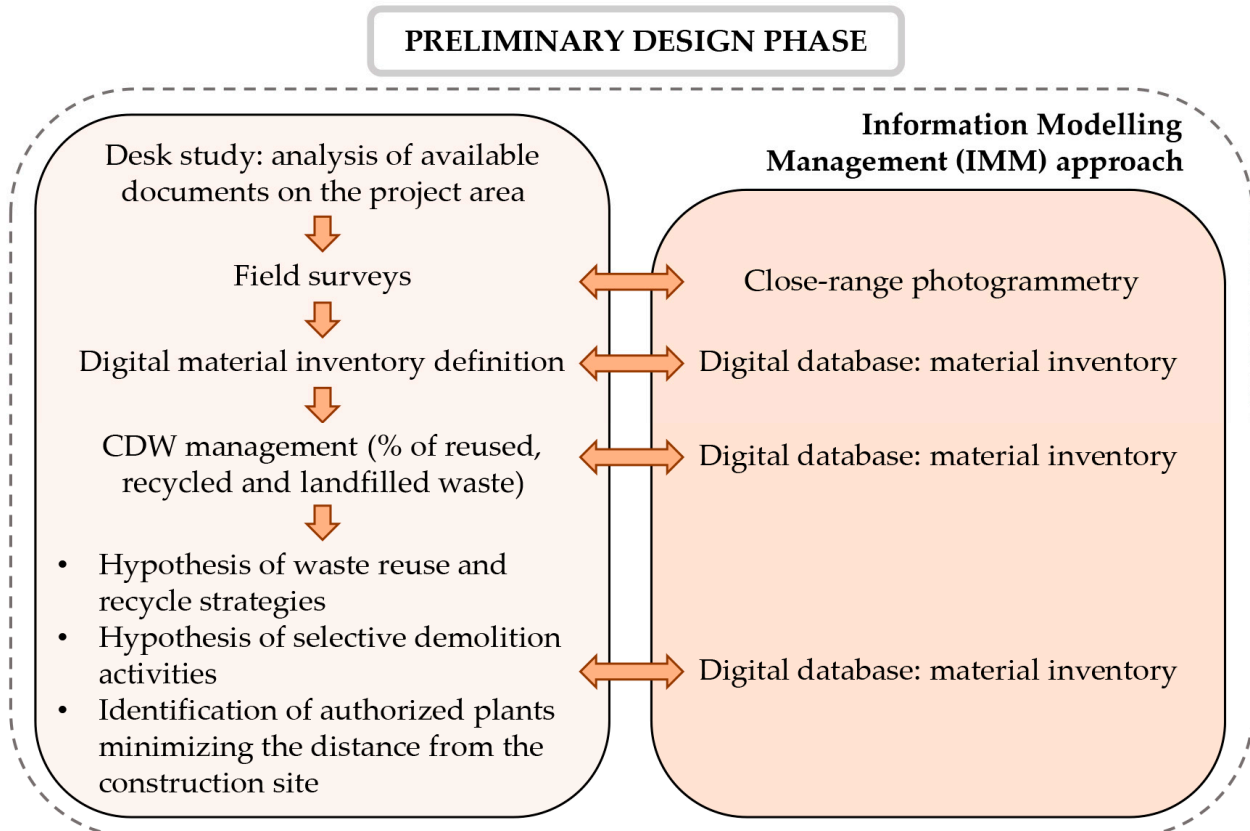 PRELIMINARY DESIGN PHASE
Information Modelling
Management (IMM) approach
Desk study: analysis of available
documents on the project area
Field surveys
Close-range photogrammetry
Digital material inventory definition
Digital database: material inventory
CDW management (% of reused,
recycled and landfilled waste)
Digital database: material inventory
• Hypothesis of waste reuse and
recycle strategies
• Hypothesis of selective demolition
activities
• Identification of authorized plants
minimizing the distance from the
construction site
Digital database: material inventory